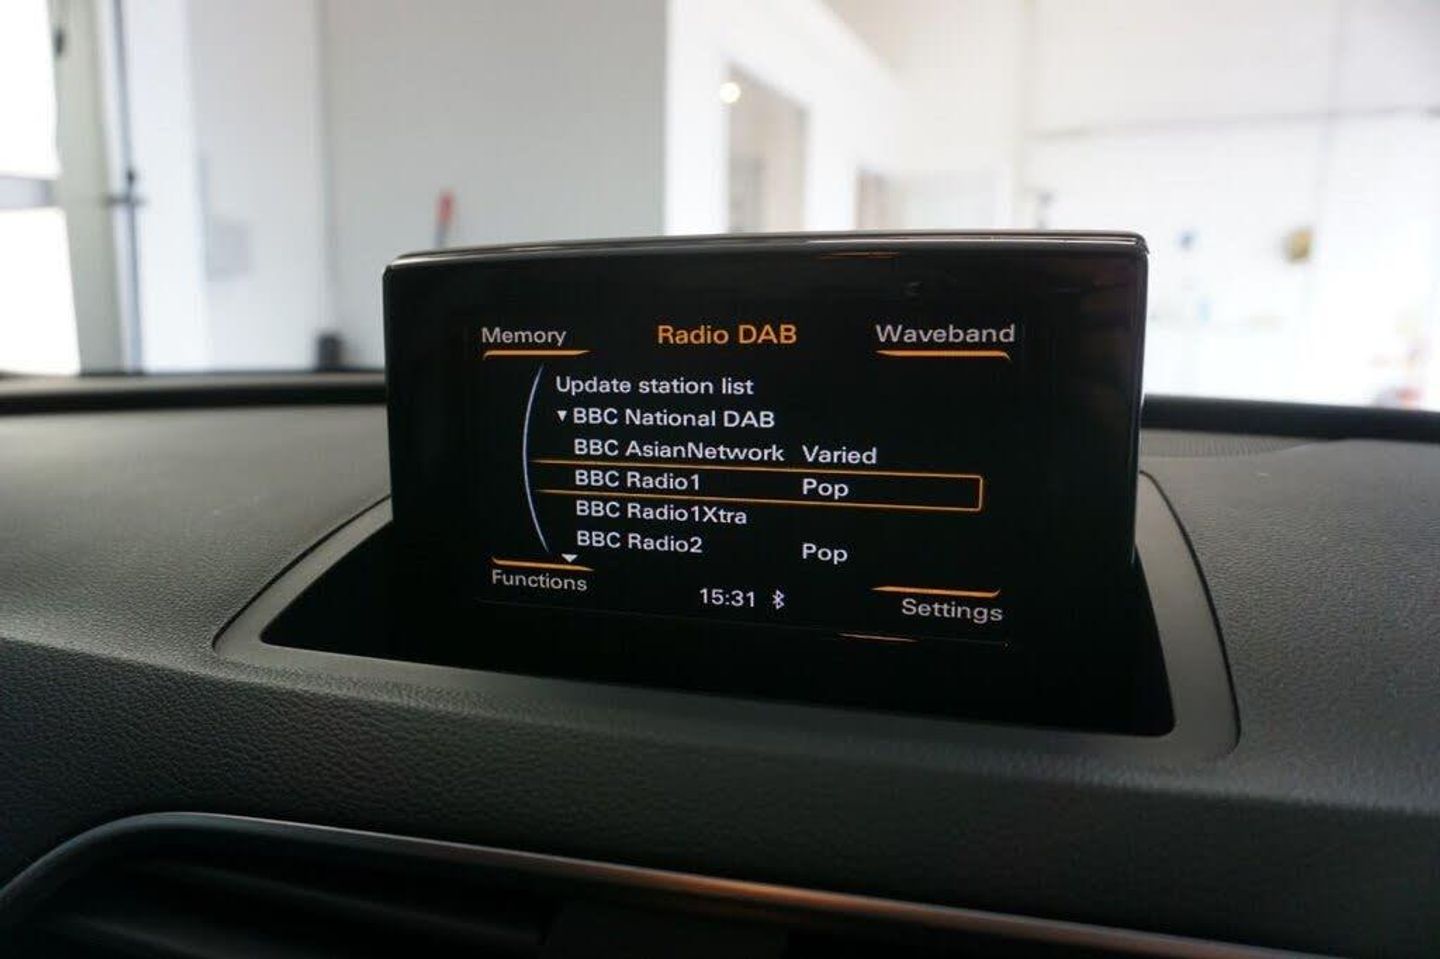 Memory Radio DAB Waveband
Update station list
▼ BBC National DAB
BBC AsianNetwork Varied
BBC Radio1 Pop
BBC Radio1Xtra
BBC Radio2 Pop
Functions 15:31 Settings